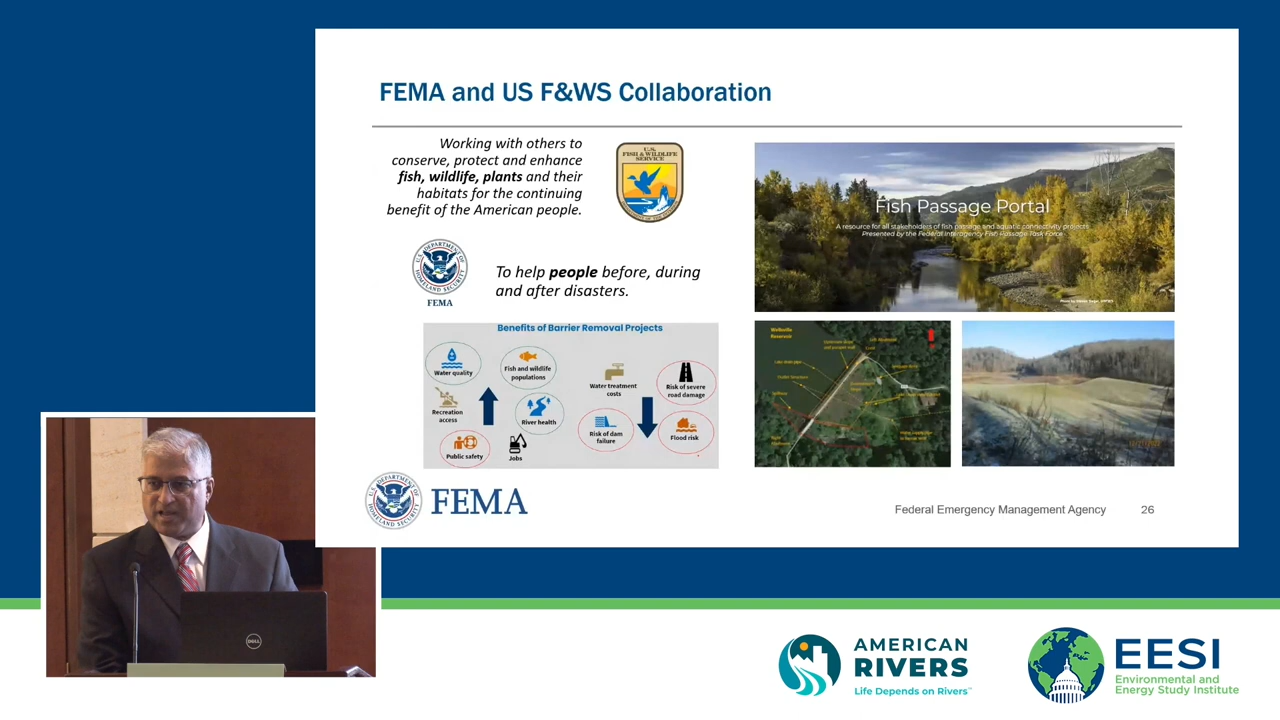 FEMA and US F&WS Collaboration
Working with others to
conserve, protect and enhance
fish, wildlife, plants and their
habitats for the continuing
benefit of the American people.
U.S.
FISH & WILDLIFE
SERVICE
FEMA
To help people before, during
and after disasters.
Benefits of Barrier Removal Projects
Water quality
Fish and wildlife
populations
Recreation
access
River health
Public safety
Jobs
Water treatment
costs
Risk of severe
road damage
Risk of dam
failure
Flood risk
Fish Passage Portal
A resource for all stakeholders of fish passage and aquatic connectivity projects
Presented by the Federal Interagency Fish Passage Task Force
FEMA
Federal Emergency Management Agency 26
DELL
AMERICAN
RIVERS
Life Depends on Rivers™
EESI
Environmental and
Energy Study Institute